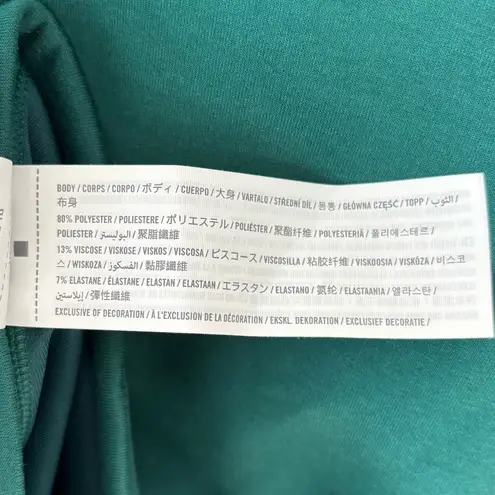 BODY / CORPS / CORPO / ボディ / CUERPO / 大身 / VARTALO / STŘEDNÍ DÍL / 몸통 / GŁÓWNA CZĘŚĆ / TOPP / الثوب /
布身
80% POLYESTER / POLIESTERE / ポリエステル / POLIÉSTER / 聚酯纤维 / POLYESTERIÄ / 폴리에스테르 /
POLIESTER / البوليستر / 聚脂纖維
13% VISCOSE / VISKOSE / VISKOS / VISCOSA / ビスコース / VISCOSILLA / 粘胶纤维 / VISKOOSIA / VISKÓZA / 비스코
스 / WISKOZA / الفسكوز / 黏膠纖維
7% ELASTANE / ÉLASTANE / ELASTAN / ELASTAAN / エラスタン / ELASTANO / 氨纶 / ELASTAANIA / 엘라스탄 /
إيلاستين / 彈性纖維
EXCLUSIVE OF DECORATION / À L'EXCLUSION DE LA DÉCORATION / EKSKL. DEKORATION / EXCLUSIEF DECORATIE /